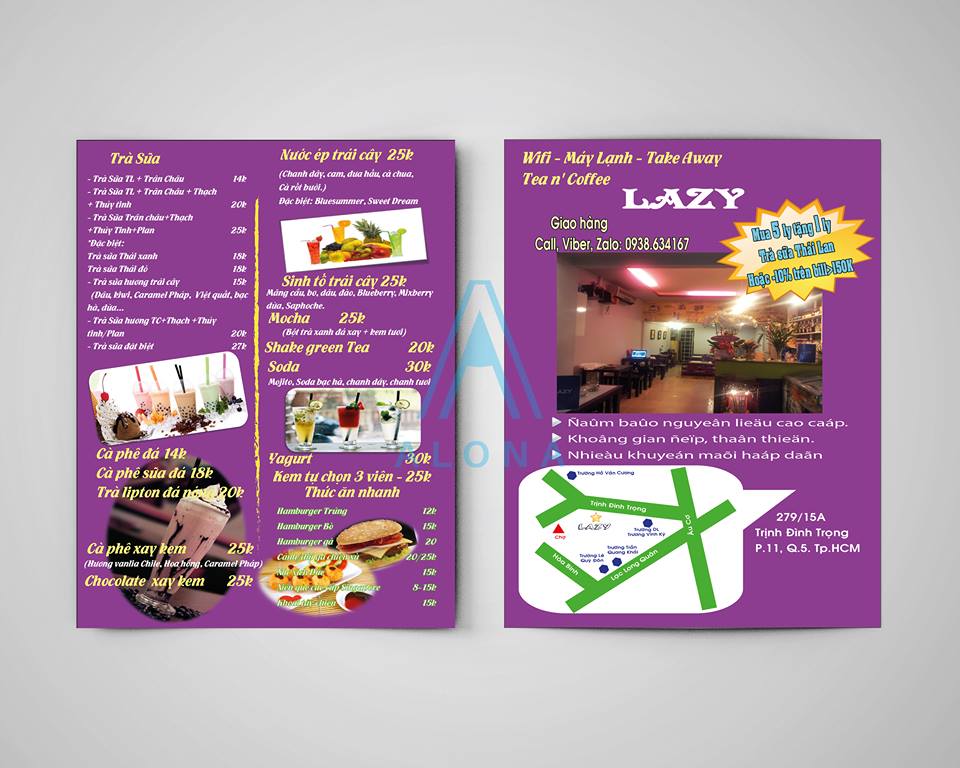 Trà Sữa
- Trà Sữa TL + Trân Châu 14k
- Trà Sữa TL + Trân Châu + Thạch
+ Thủy tinh 20k
- Trà Sữa Trân châu+Thạch
+Thủy Tinh+Plan 25k
*Đặc biệt:
Trà sữa Thái xanh 15k
Trà sữa Thái đỏ 15k
- Trà sữa hương trái cây 15k
(Dâu, kiwi, Caramel Pháp, Việt quất, bạc
hà, dừa...
- Trà Sữa hương TC+Thạch +Thủy
tinh/Plan 20k
- Trà sữa đặt biệt 27k
Cà phê đá 14k
Cà phê sữa đá 18k
Trà lipton đá nóng 20k
Cà phê xay kem 25k
(Hương vanlia Chile, Hoa hồng, Caramel Pháp)
Chocolate xay kem 25k
Nước ép trái cây 25k
(Chanh dây, cam, dưa hấu, cà chua,
Cà rốt bưởi.)
Đặc biệt: Bluesummer, Sweet Dream
Sinh tố trái cây 25k
Mãng cầu, bơ, dâu, đào, Blueberry, Mixberry
dừa, Saphoche.
Mocha 25k
(Bột trà xanh đá xay + kem tươi)
Shake green Tea 20k
Soda 30k
Mojito, Soda bạc hà, chanh dây, chanh tươi
Yagurt 30k
Kem tự chọn 3 viên - 25k
Thức ăn nhanh
Hamburger Trứng 12k
Hamburger Bò 15k
Hamburger gà 20
20/25k
15k
8-15k
15k
ALONA
Wifi - Máy Lạnh - Take Away
Tea n' Coffee
LAZY
Giao hàng
Call, Viber, Zalo: 0938.634167
Mua 5 ly tặng 1 ly
Trà sữa Thái Lan
Hoặc -10% trên bill>150K
Ñaûm baûo nguyeân lieäu cao caáp.
Khoâng gian ñeïp, thaân thieän.
Nhieàu khuyeán maõi haáp daãn
Trường Hồ Văn Cường
Trịnh Đình Trọng
LAZY
Chợ
Trường DL
Trương Vĩnh Ký
Âu Cơ
Trường Trần
Quang Khải
Trường Lê
Quý Đôn
Hòa Bình
Lạc Long Quân
279/15A
Trịnh Đình Trọng
P.11, Q.5. Tp.HCM